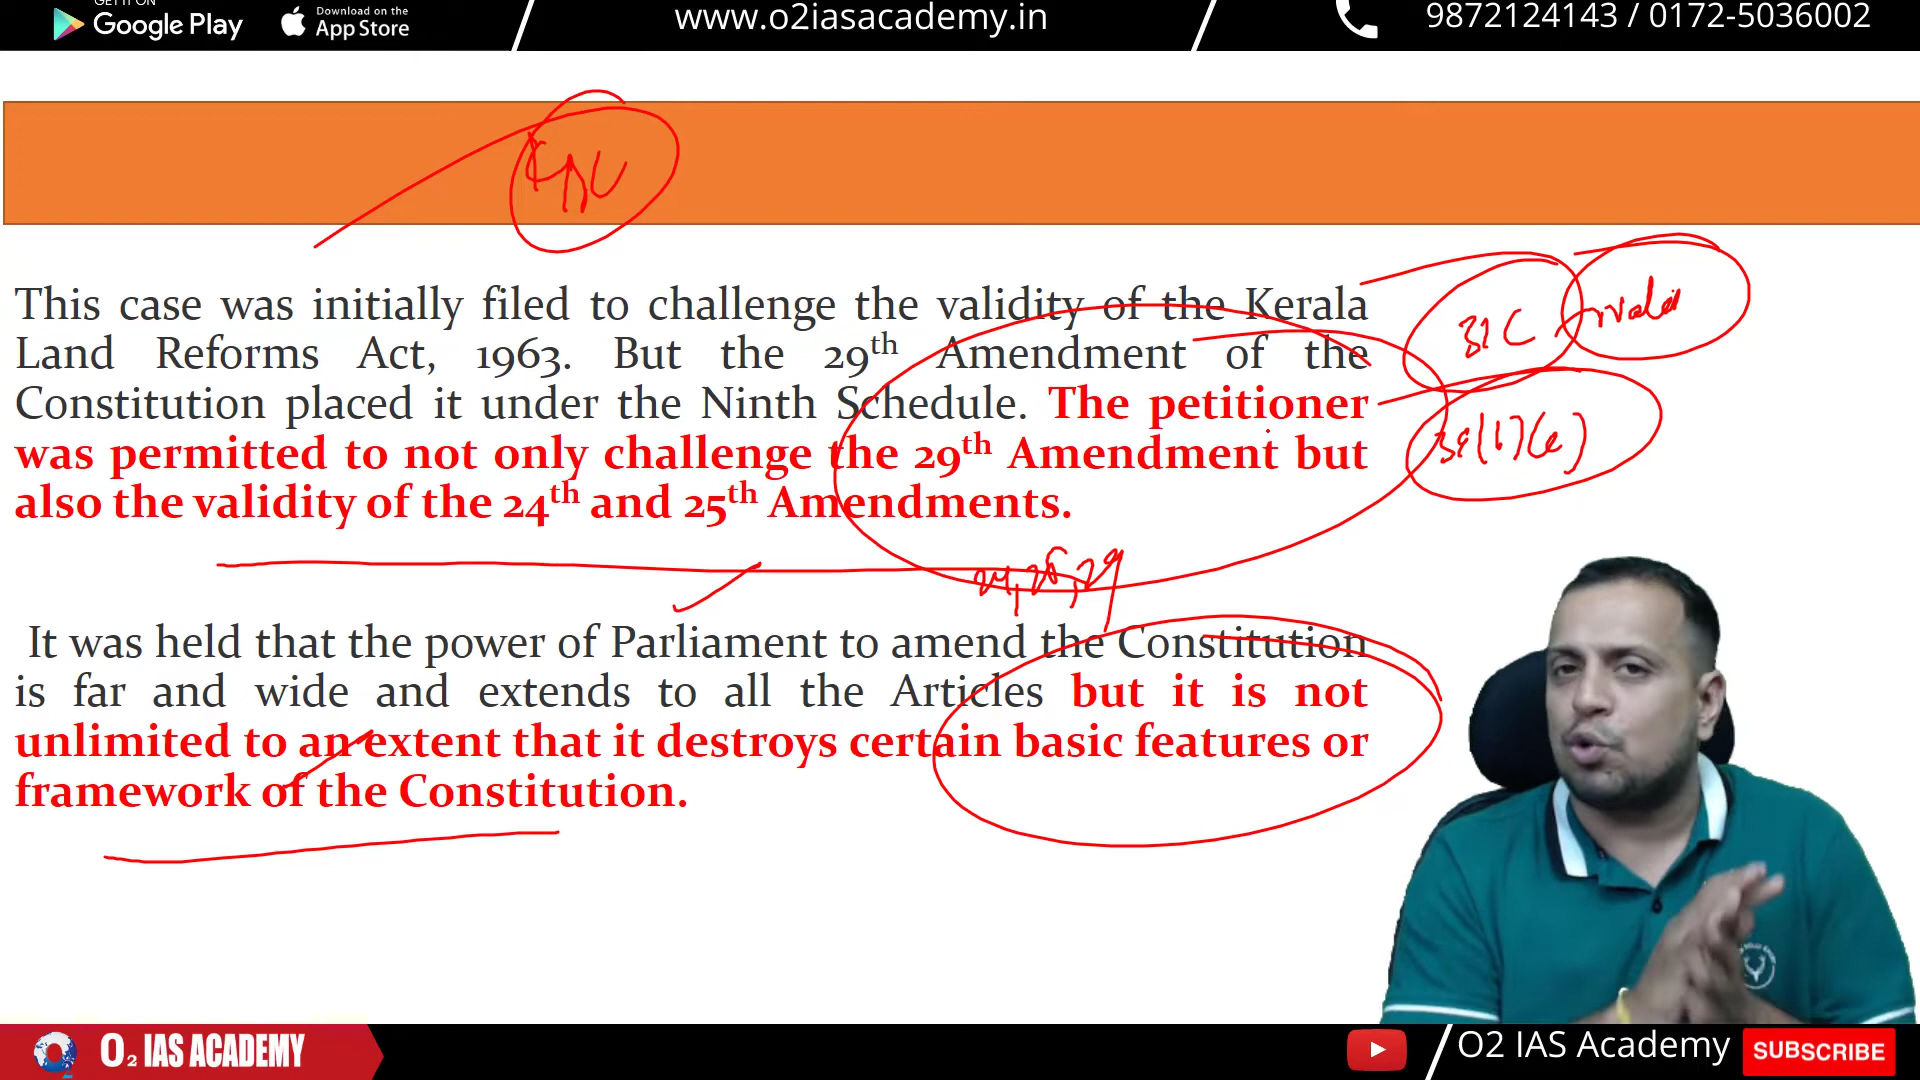 GET IT ON
Google Play
Download on the
App Store
www.o2iasacademy.in
9872124143 / 0172-5036002
This case was initially filed to challenge the validity of the Kerala
Land Reforms Act, 1963. But the 29th Amendment of the
Constitution placed it under the Ninth Schedule. The petitioner
was permitted to not only challenge the 29th Amendment but
also the validity of the 24th and 25th Amendments.
31C
39(b)(c)
24, 25, 29
It was held that the power of Parliament to amend the Constitution
is far and wide and extends to all the Articles but it is not
unlimited to an extent that it destroys certain basic features or
framework of the Constitution.
O2 IAS ACADEMY
O2 IAS Academy
SUBSCRIBE